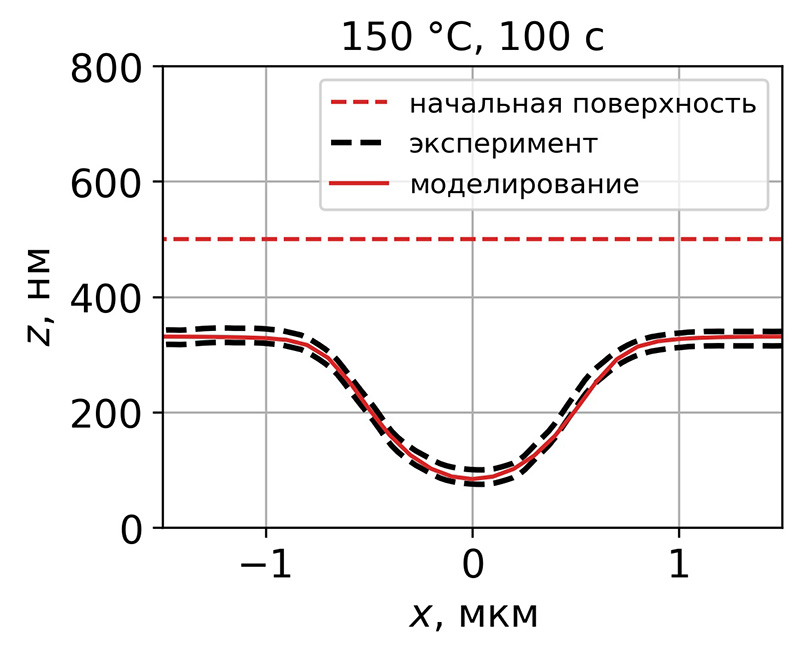 150 °C, 100 с
800
600
400
200
0
z, нм
начальная поверхность
эксперимент
моделирование
−1
0
1
x, мкм